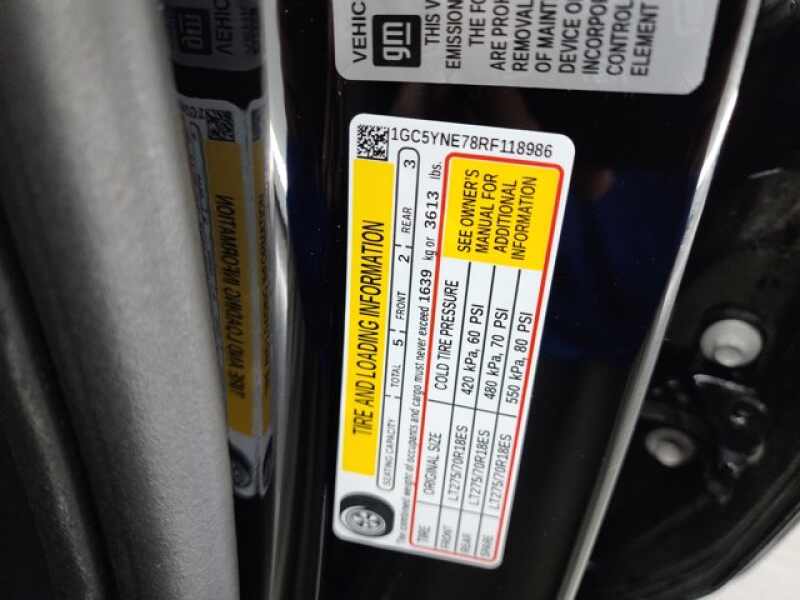 VEHIC
gm
THIS V
EMISSION
THE FO
ARE PROH
REMOVAL
OF MAINT
DEVICE O
INCORPOR
CONTROL
ELEMENT
1GC5YNE78RF118986
TIRE AND LOADING INFORMATION
SEATING CAPACITY TOTAL 5 FRONT 2 REAR 3
The combined weight of occupants and cargo must never exceed 1639 kg or 3613 lbs.
TIRE ORIGINAL SIZE COLD TIRE PRESSURE
FRONT LT275/70R18ES 420 kPa, 60 PSI
REAR LT275/70R18ES 480 kPa, 70 PSI
SPARE LT275/70R18ES 550 kPa, 80 PSI
SEE OWNER'S
MANUAL FOR
ADDITIONAL
INFORMATION